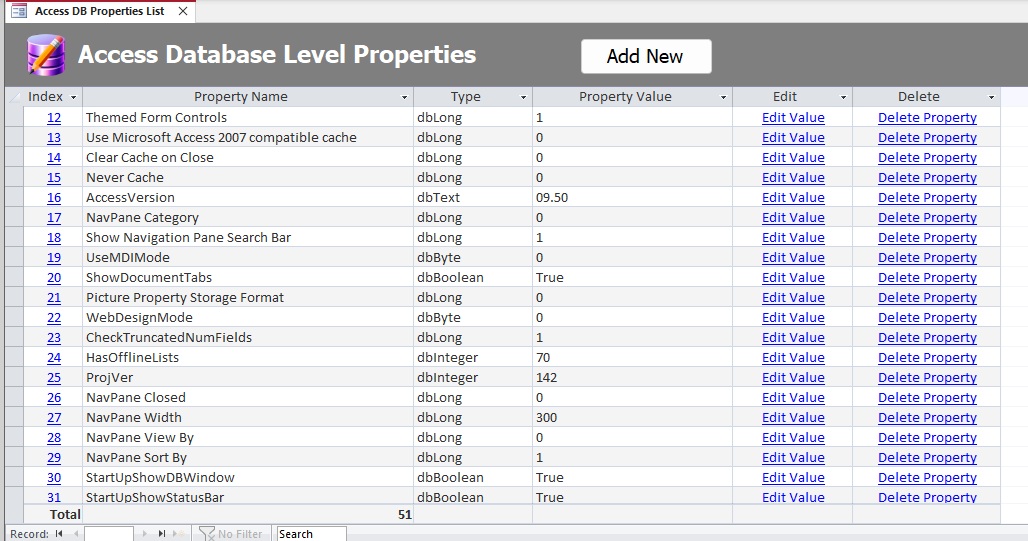 Access DB Properties List
Access Database Level Properties Add New
Index Property Name Type Property Value Edit Delete
12 Themed Form Controls dbLong 1 Edit Value Delete Property
13 Use Microsoft Access 2007 compatible cache dbLong 0 Edit Value Delete Property
14 Clear Cache on Close dbLong 0 Edit Value Delete Property
15 Never Cache dbLong 0 Edit Value Delete Property
16 AccessVersion dbText 09.50 Edit Value Delete Property
17 NavPane Category dbLong 0 Edit Value Delete Property
18 Show Navigation Pane Search Bar dbLong 1 Edit Value Delete Property
19 UseMDIMode dbByte 0 Edit Value Delete Property
20 ShowDocumentTabs dbBoolean True Edit Value Delete Property
21 Picture Property Storage Format dbLong 0 Edit Value Delete Property
22 WebDesignMode dbByte 0 Edit Value Delete Property
23 CheckTruncatedNumFields dbLong 1 Edit Value Delete Property
24 HasOfflineLists dbInteger 70 Edit Value Delete Property
25 ProjVer dbInteger 142 Edit Value Delete Property
26 NavPane Closed dbLong 0 Edit Value Delete Property
27 NavPane Width dbLong 300 Edit Value Delete Property
28 NavPane View By dbLong 0 Edit Value Delete Property
29 NavPane Sort By dbLong 1 Edit Value Delete Property
30 StartUpShowDBWindow dbBoolean True Edit Value Delete Property
31 StartUpShowStatusBar dbBoolean True Edit Value Delete Property
Total 51
Record: No Filter Search